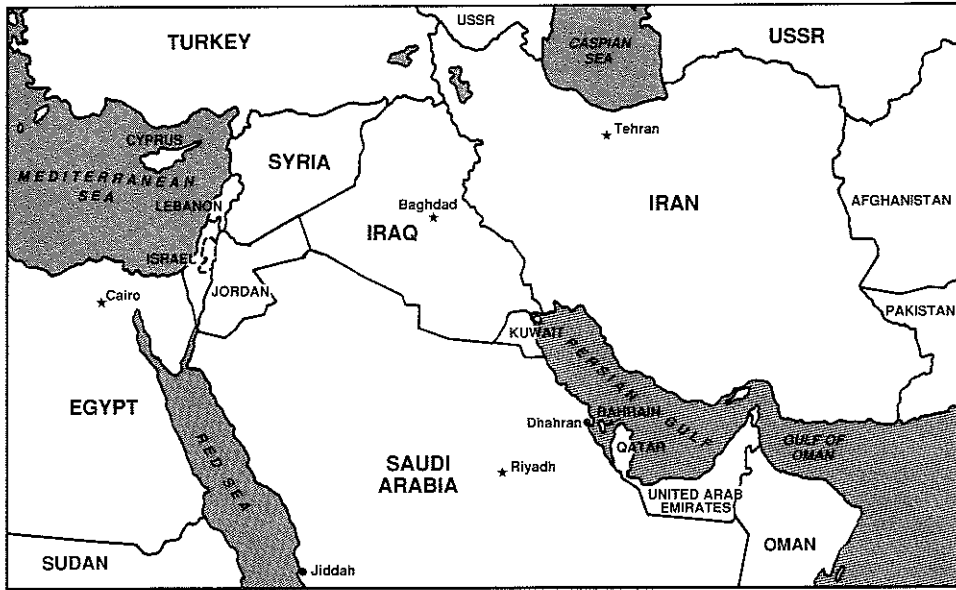 USSR
TURKEY
CASPIAN
SEA
USSR
Tehran
CYPRUS
SYRIA
MEDITERRANEAN
SEA
LEBANON
Baghdad
IRAN
AFGHANISTAN
IRAQ
ISRAEL
JORDAN
Cairo
PAKISTAN
KUWAIT
PERSIAN GULF
EGYPT
RED SEA
Dhahran
BAHRAIN
QATAR
GULF OF
OMAN
SAUDI
ARABIA
Riyadh
UNITED ARAB
EMIRATES
OMAN
SUDAN
Jiddah